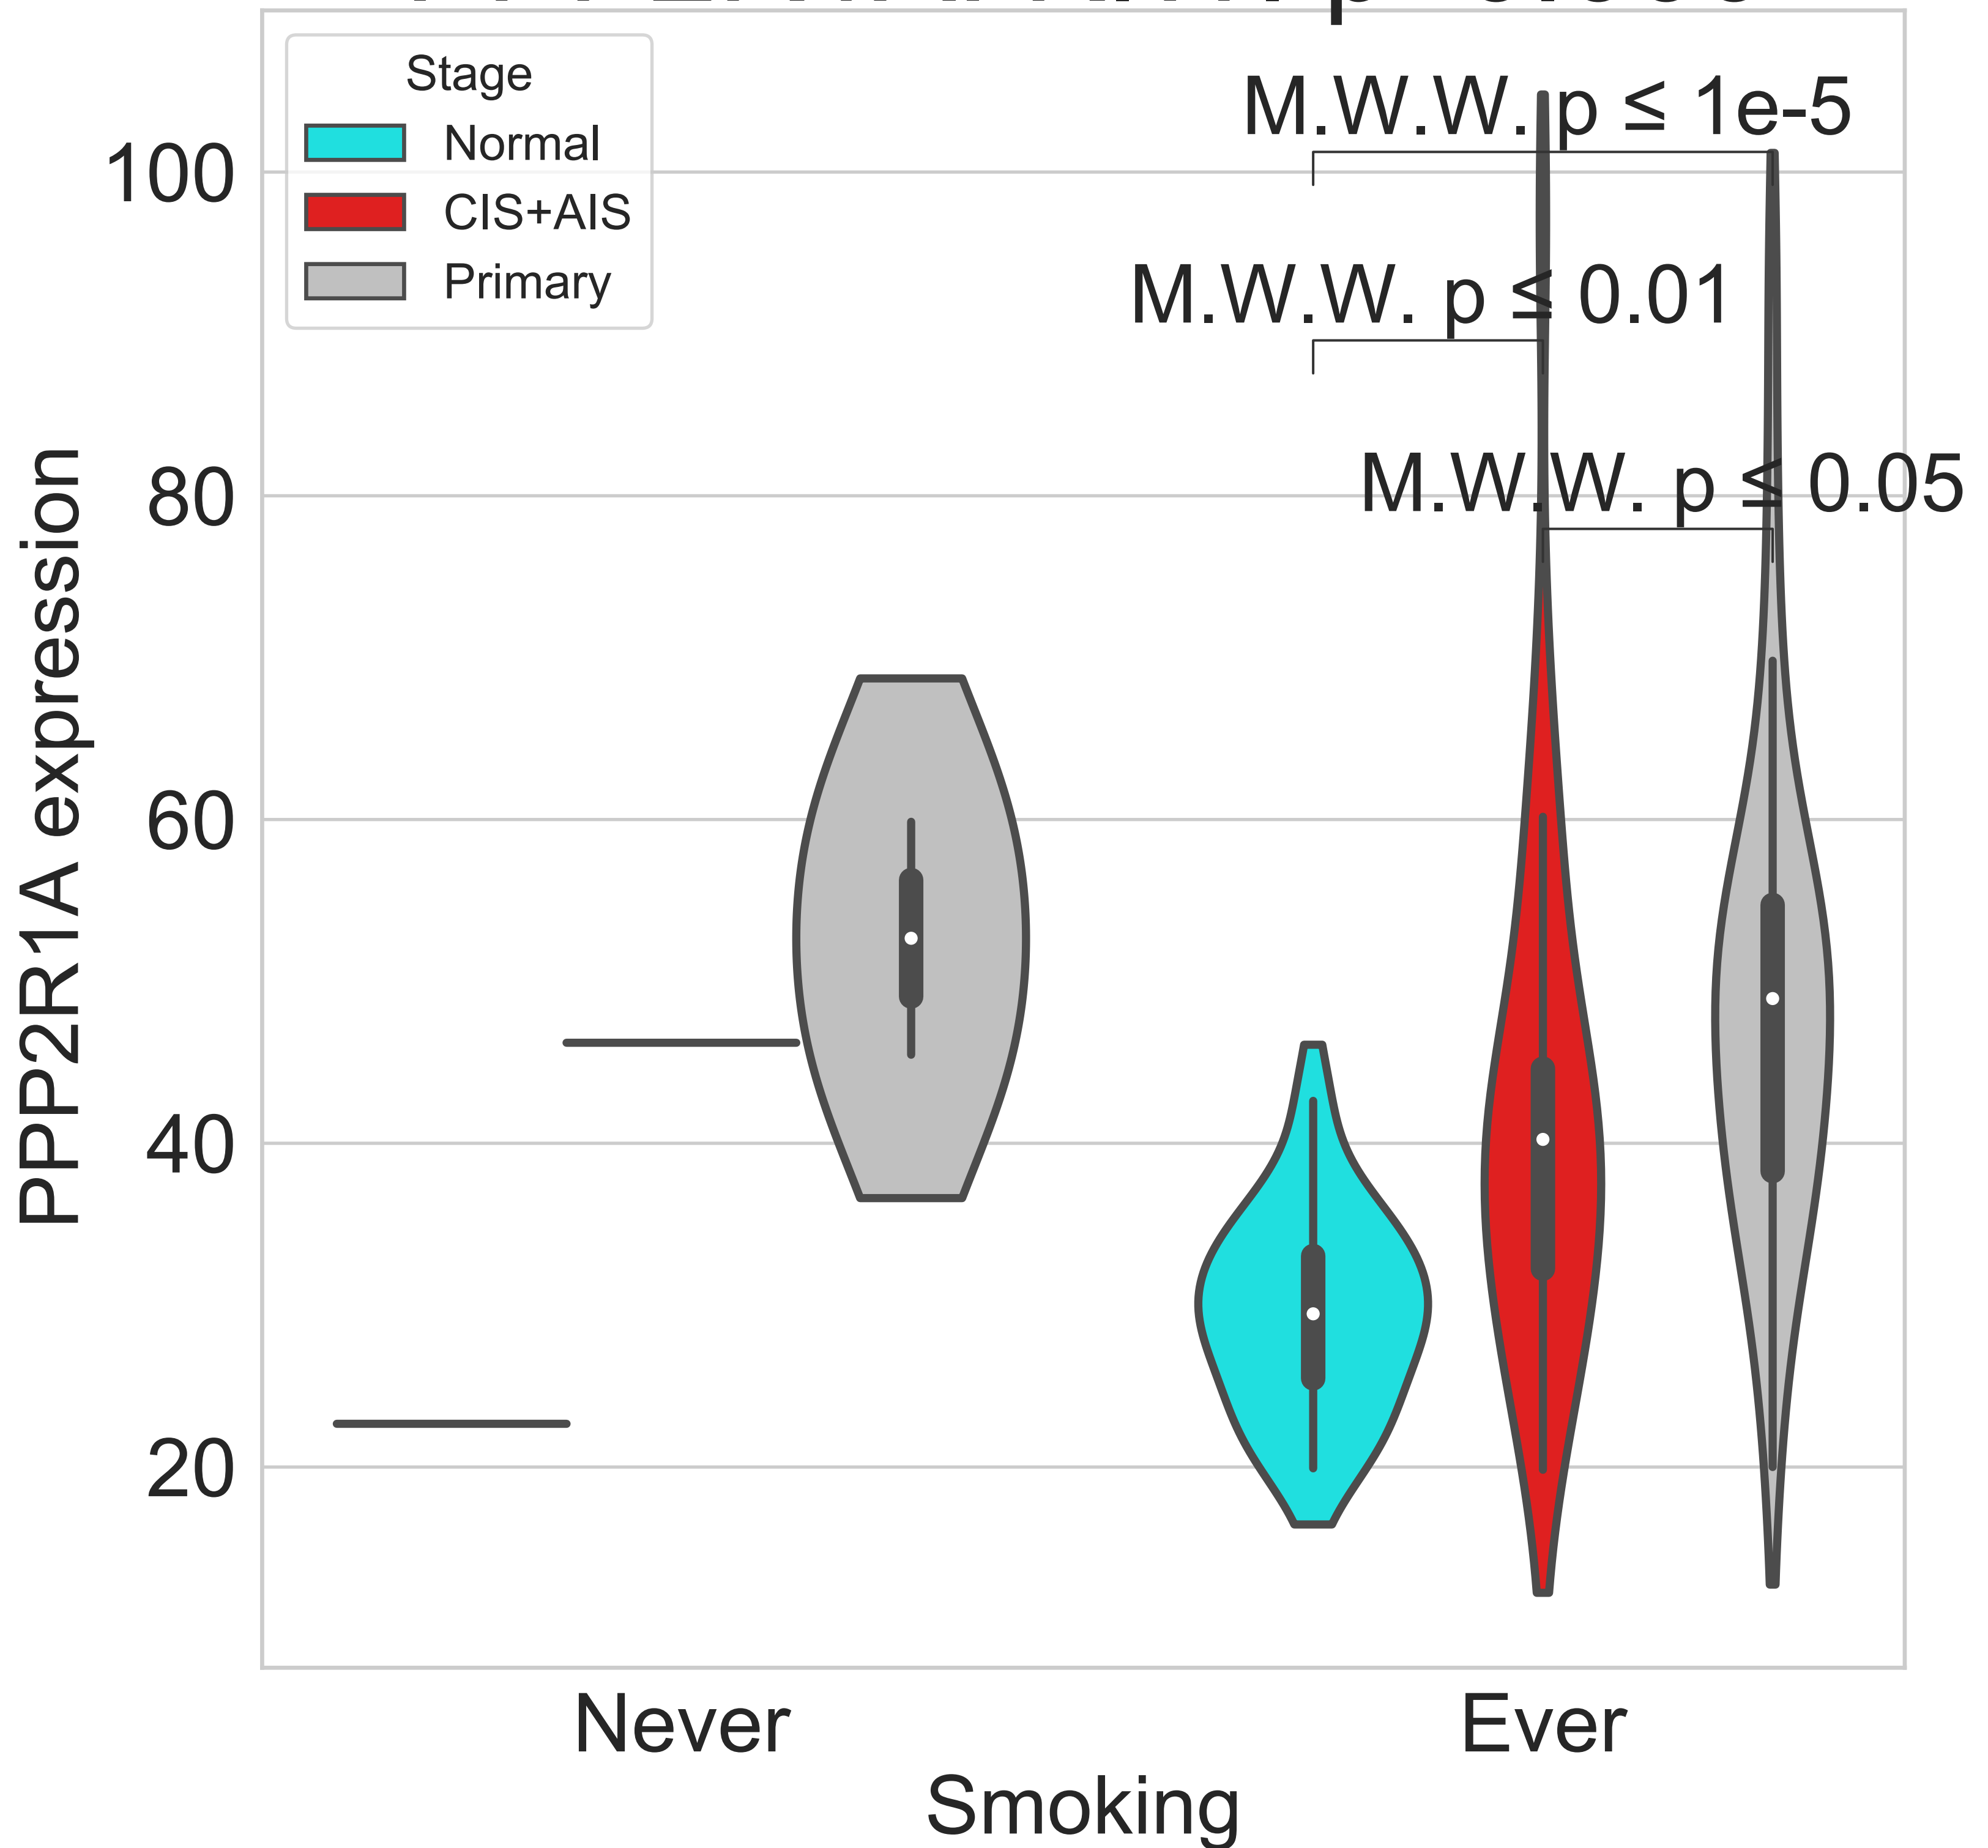 Stage
Normal
CIS+AIS
Primary
M.W.W. p ≤ 1e-5
M.W.W. p ≤ 0.01
M.W.W. p ≤ 0.05
100
80
60
40
20
PPP2R1A expression
Never
Ever
Smoking